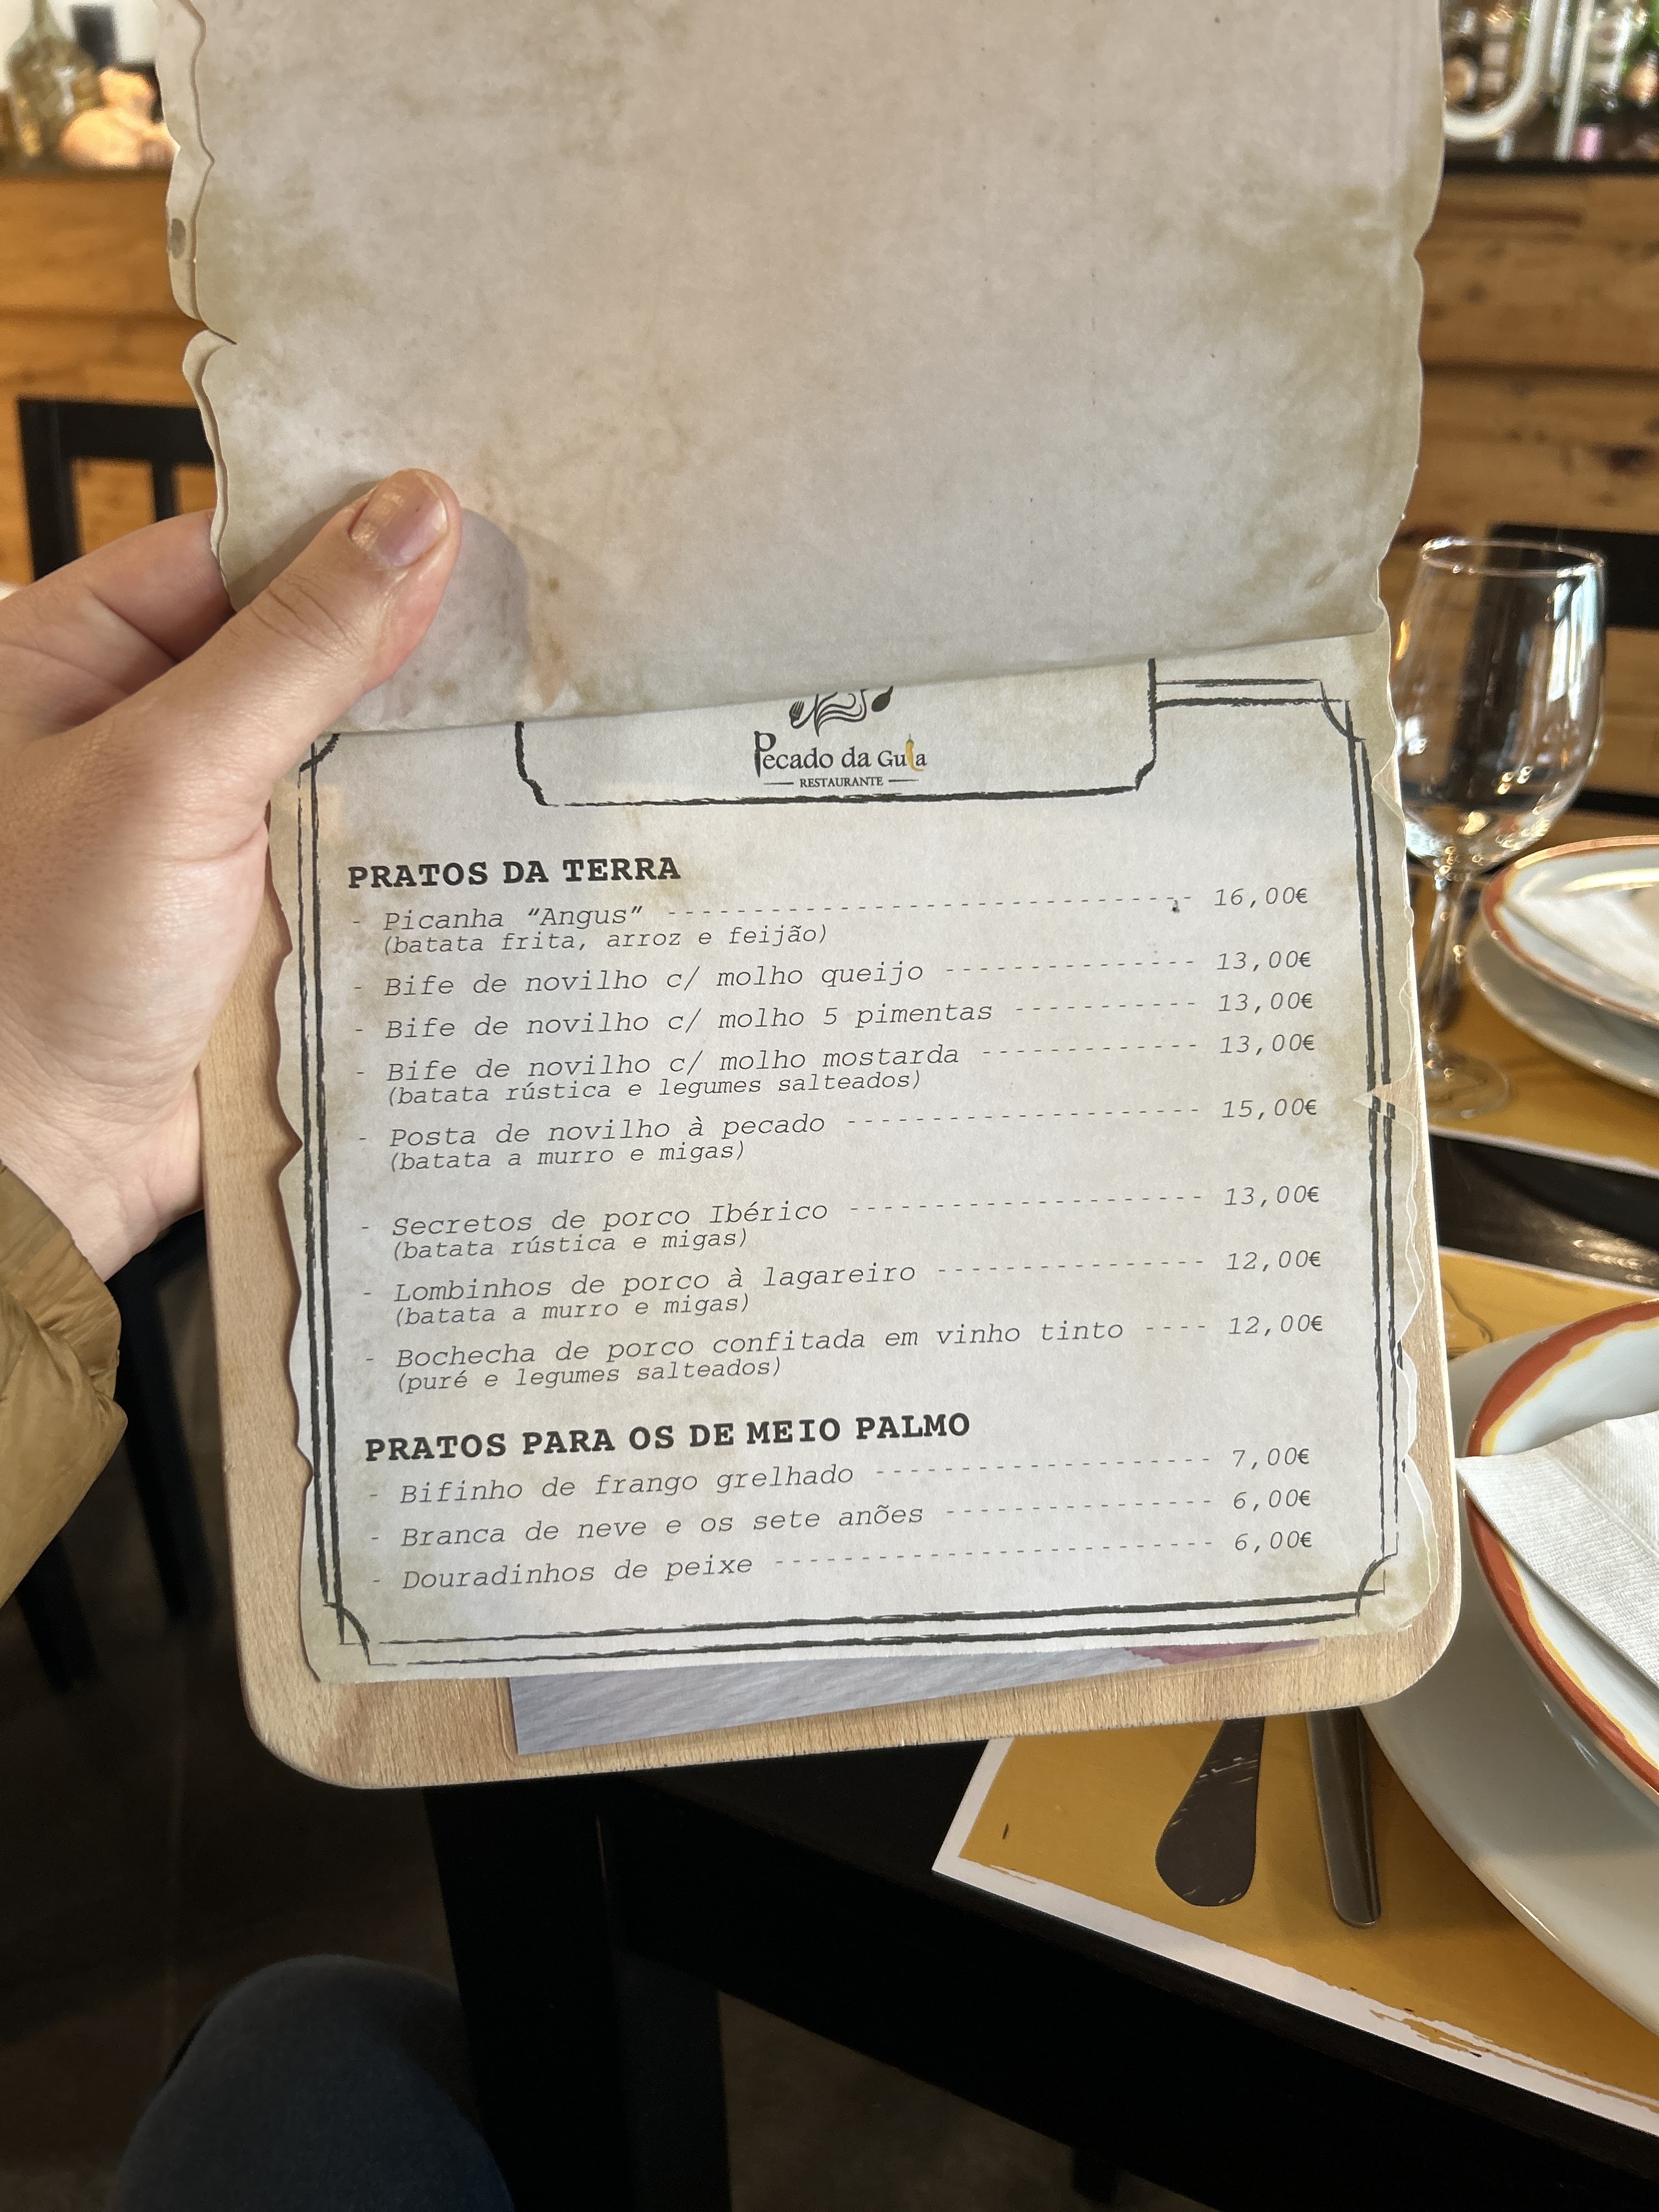 Pecado da Gula
RESTAURANTE
PRATOS DA TERRA
- Picanha “Angus” ------------------------------- 16,00€
(batata frita, arroz e feijão)
- Bife de novilho c/ molho queijo --------------- 13,00€
- Bife de novilho c/ molho 5 pimentas ----------- 13,00€
- Bife de novilho c/ molho mostarda ------------- 13,00€
(batata rústica e legumes salteados)
- Posta de novilho à pecado --------------------- 15,00€
(batata a murro e migas)
- Secretos de porco Ibérico --------------------- 13,00€
(batata rústica e migas)
- Lombinhos de porco à lagareiro ---------------- 12,00€
(batata a murro e migas)
- Bochecha de porco confitada em vinho tinto ---- 12,00€
(puré e legumes salteados)
PRATOS PARA OS DE MEIO PALMO
- Bifinho de frango grelhado -------------------- 7,00€
- Branca de neve e os sete anões ---------------- 6,00€
- Douradinhos de peixe -------------------------- 6,00€